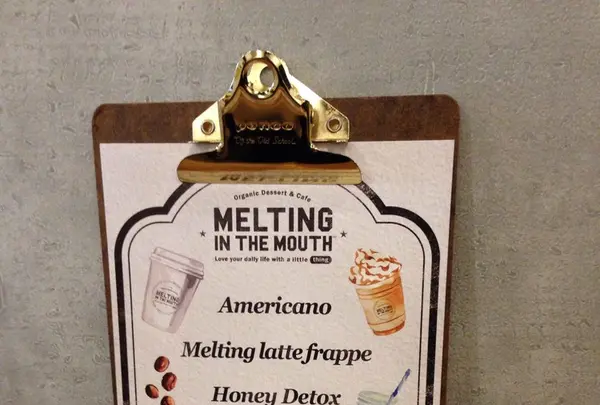 Organic Dessert & Cafe
MELTING
IN THE MOUTH
Love your daily life with a little thing
MELTING
Americano
Melting latte frappe
Honey Detox